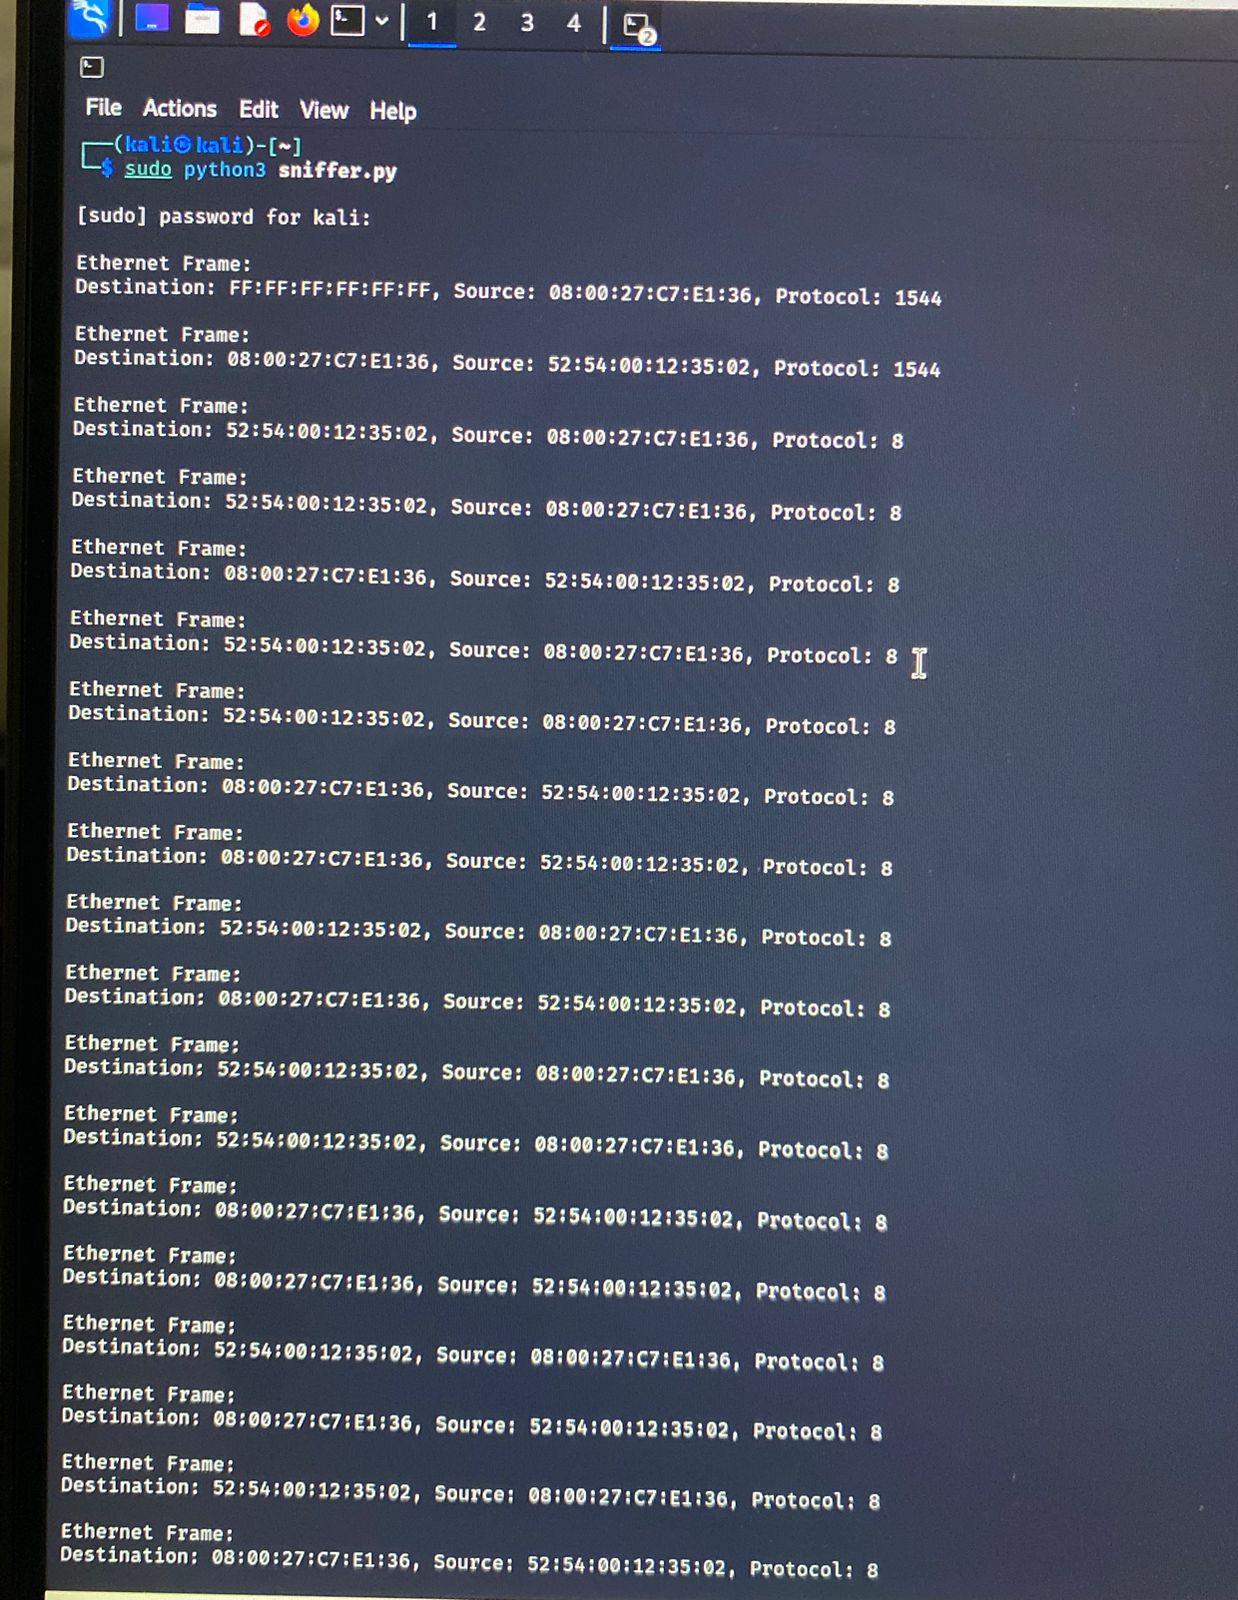 1 2 3 4 2
File Actions Edit View Help
(kali㉿kali)-[~]
$ sudo python3 sniffer.py
[sudo] password for kali:
Ethernet Frame:
Destination: FF:FF:FF:FF:FF:FF, Source: 08:00:27:C7:E1:36, Protocol: 1544
Ethernet Frame:
Destination: 08:00:27:C7:E1:36, Source: 52:54:00:12:35:02, Protocol: 1544
Ethernet Frame:
Destination: 52:54:00:12:35:02, Source: 08:00:27:C7:E1:36, Protocol: 8
Ethernet Frame:
Destination: 52:54:00:12:35:02, Source: 08:00:27:C7:E1:36, Protocol: 8
Ethernet Frame:
Destination: 08:00:27:C7:E1:36, Source: 52:54:00:12:35:02, Protocol: 8
Ethernet Frame:
Destination: 52:54:00:12:35:02, Source: 08:00:27:C7:E1:36, Protocol: 8
Ethernet Frame:
Destination: 52:54:00:12:35:02, Source: 08:00:27:C7:E1:36, Protocol: 8
Ethernet Frame:
Destination: 08:00:27:C7:E1:36, Source: 52:54:00:12:35:02, Protocol: 8
Ethernet Frame:
Destination: 08:00:27:C7:E1:36, Source: 52:54:00:12:35:02, Protocol: 8
Ethernet Frame:
Destination: 52:54:00:12:35:02, Source: 08:00:27:C7:E1:36, Protocol: 8
Ethernet Frame:
Destination: 08:00:27:C7:E1:36, Source: 52:54:00:12:35:02, Protocol: 8
Ethernet Frame:
Destination: 52:54:00:12:35:02, Source: 08:00:27:C7:E1:36, Protocol: 8
Ethernet Frame:
Destination: 52:54:00:12:35:02, Source: 08:00:27:C7:E1:36, Protocol: 8
Ethernet Frame:
Destination: 08:00:27:C7:E1:36, Source: 52:54:00:12:35:02, Protocol: 8
Ethernet Frame:
Destination: 08:00:27:C7:E1:36, Source: 52:54:00:12:35:02, Protocol: 8
Ethernet Frame:
Destination: 52:54:00:12:35:02, Source: 08:00:27:C7:E1:36, Protocol: 8
Ethernet Frame:
Destination: 08:00:27:C7:E1:36, Source: 52:54:00:12:35:02, Protocol: 8
Ethernet Frame:
Destination: 52:54:00:12:35:02, Source: 08:00:27:C7:E1:36, Protocol: 8
Ethernet Frame:
Destination: 08:00:27:C7:E1:36, Source: 52:54:00:12:35:02, Protocol: 8